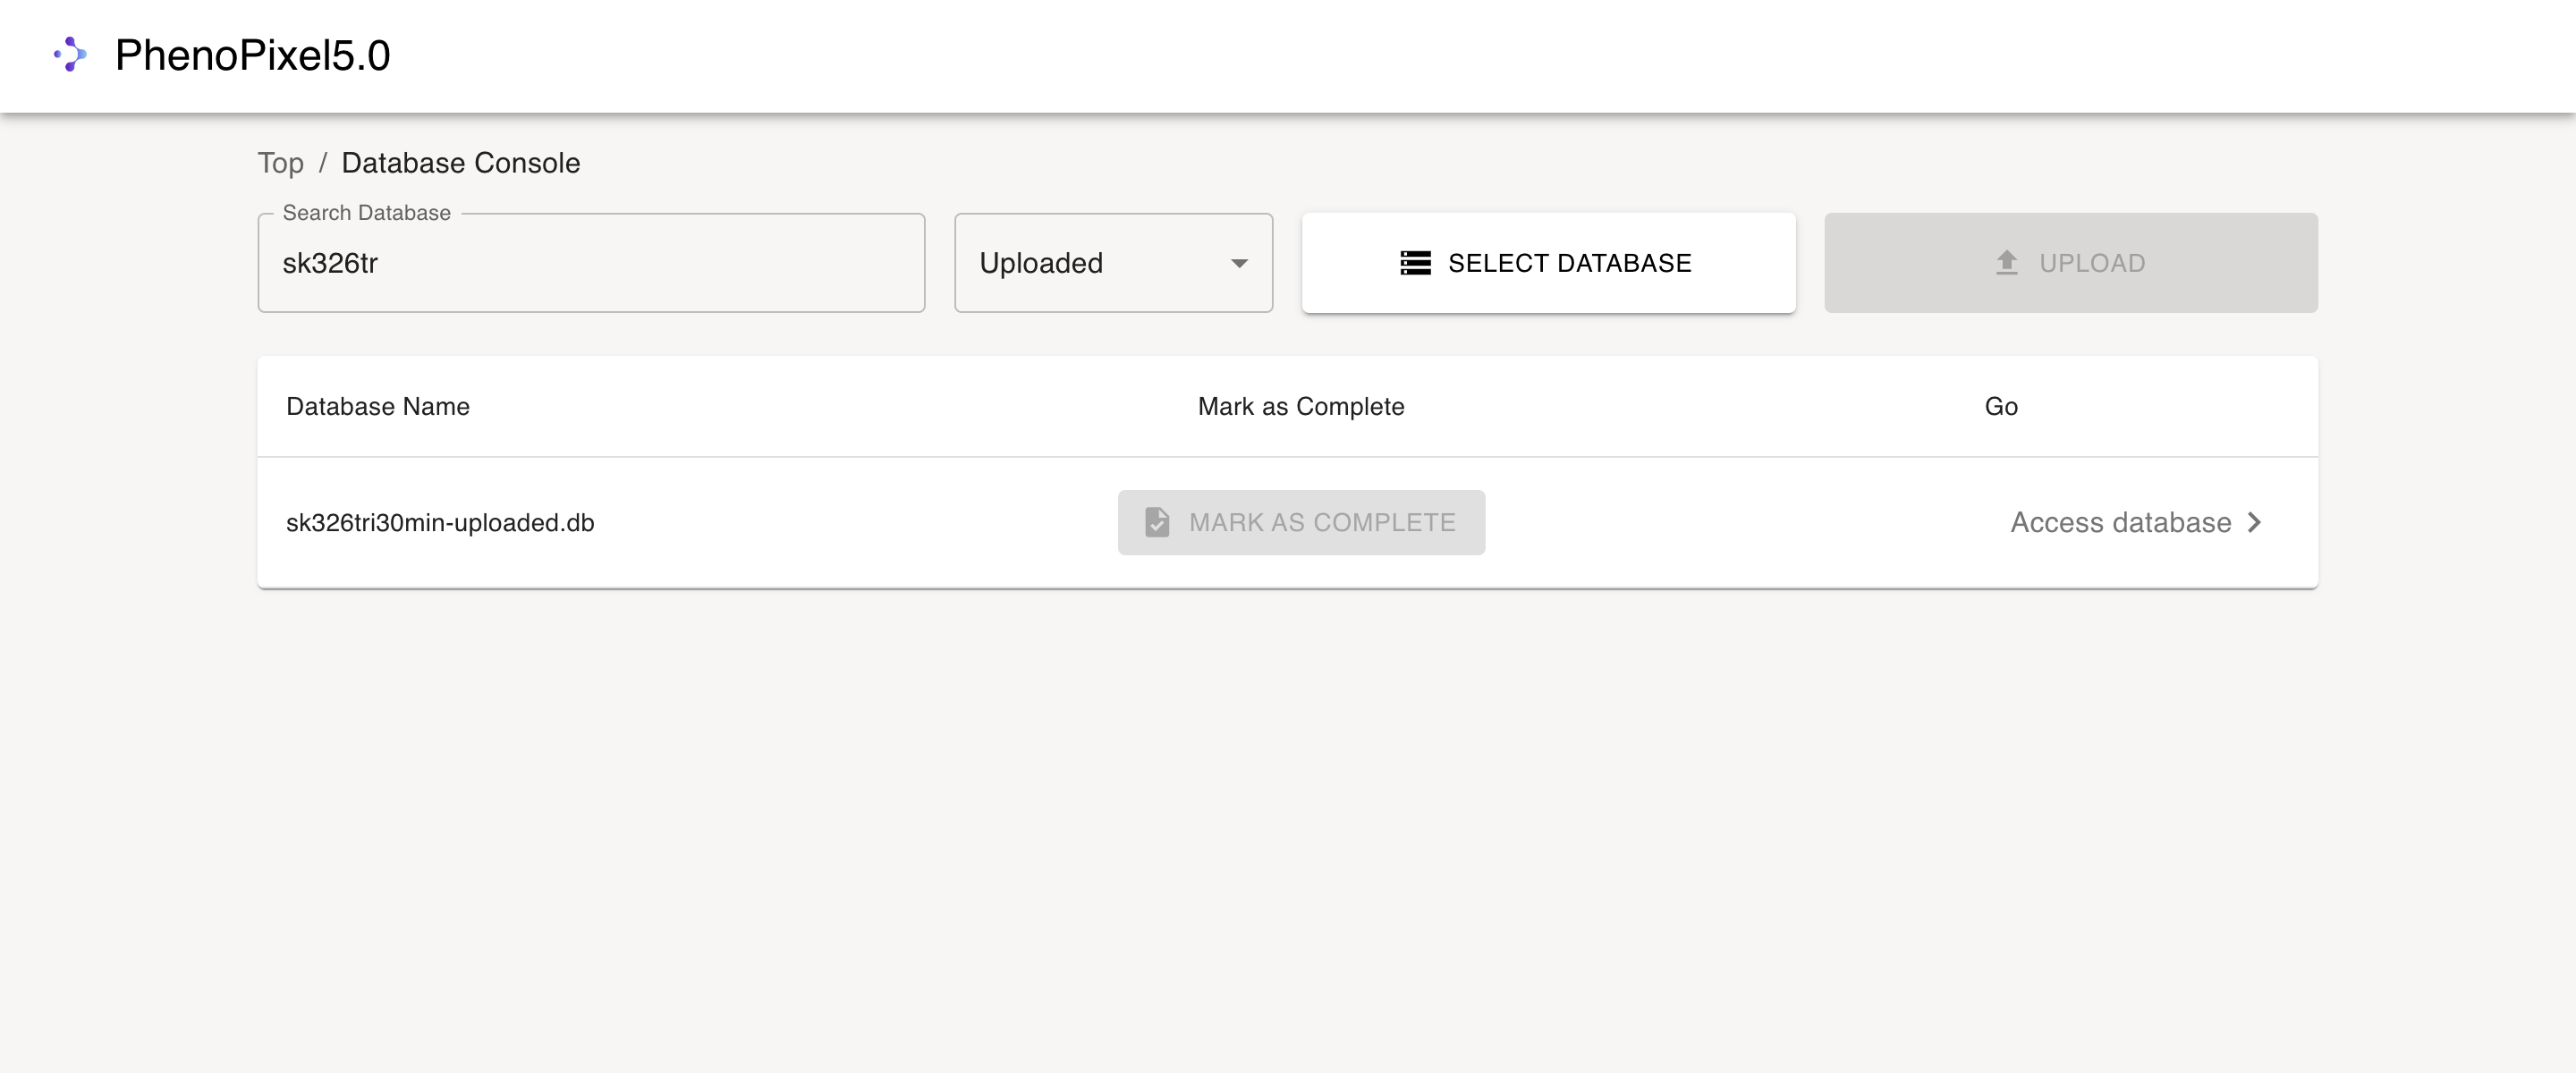 PhenoPixel5.0
Top / Database Console
Search Database
sk326tr
Uploaded
SELECT DATABASE
UPLOAD
Database Name
Mark as Complete
Go
sk326tri30min-uploaded.db
MARK AS COMPLETE
Access database